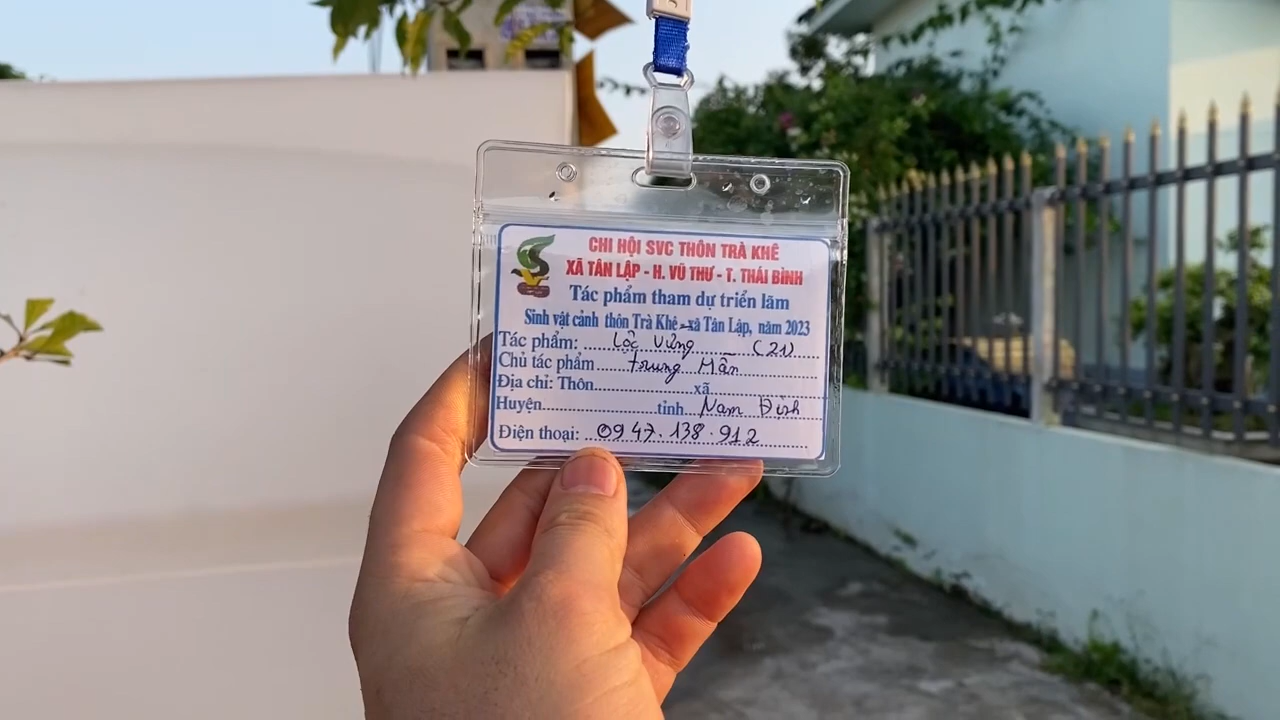 CHI HỘI SVC THÔN TRÀ KHÊ
XÃ TÂN LẬP - H. VŨ THƯ - T. THÁI BÌNH
Tác phẩm tham dự triển lãm
Sinh vật cảnh thôn Trà Khê -xã Tân Lập, năm 2023
Tác phẩm: Lộc Vừng (21)
Chủ tác phẩm Trung Mẫn
Địa chỉ: Thôn xã
Huyện tỉnh Nam Định
Điện thoại: 0947.138.912